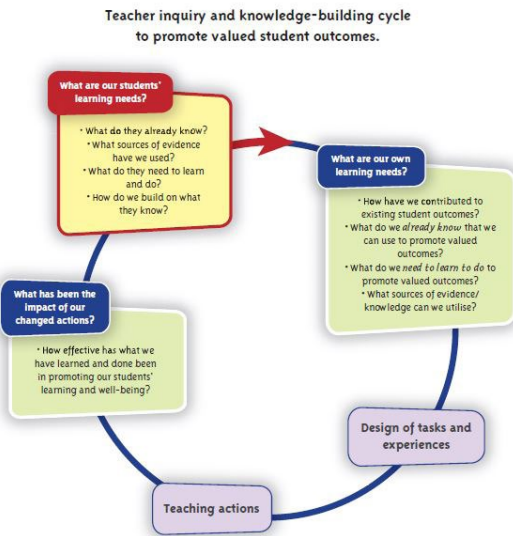 Teacher inquiry and knowledge-building cycle
to promote valued student outcomes.
What are our students'
learning needs?
• What do they already know?
• What sources of evidence
have we used?
• What do they need to learn
and do?
• How do we build on what
they know?
What are our own
learning needs?
• How have we contributed to
existing student outcomes?
• What do we already know that we
can use to promote valued
outcomes?
• What do we need to learn to do to
promote valued outcomes?
• What sources of evidence/
knowledge can we utilise?
Design of tasks and
experiences
Teaching actions
What has been the
impact of our
changed actions?
• How effective has what we
have learned and done been
in promoting our students'
learning and well-being?